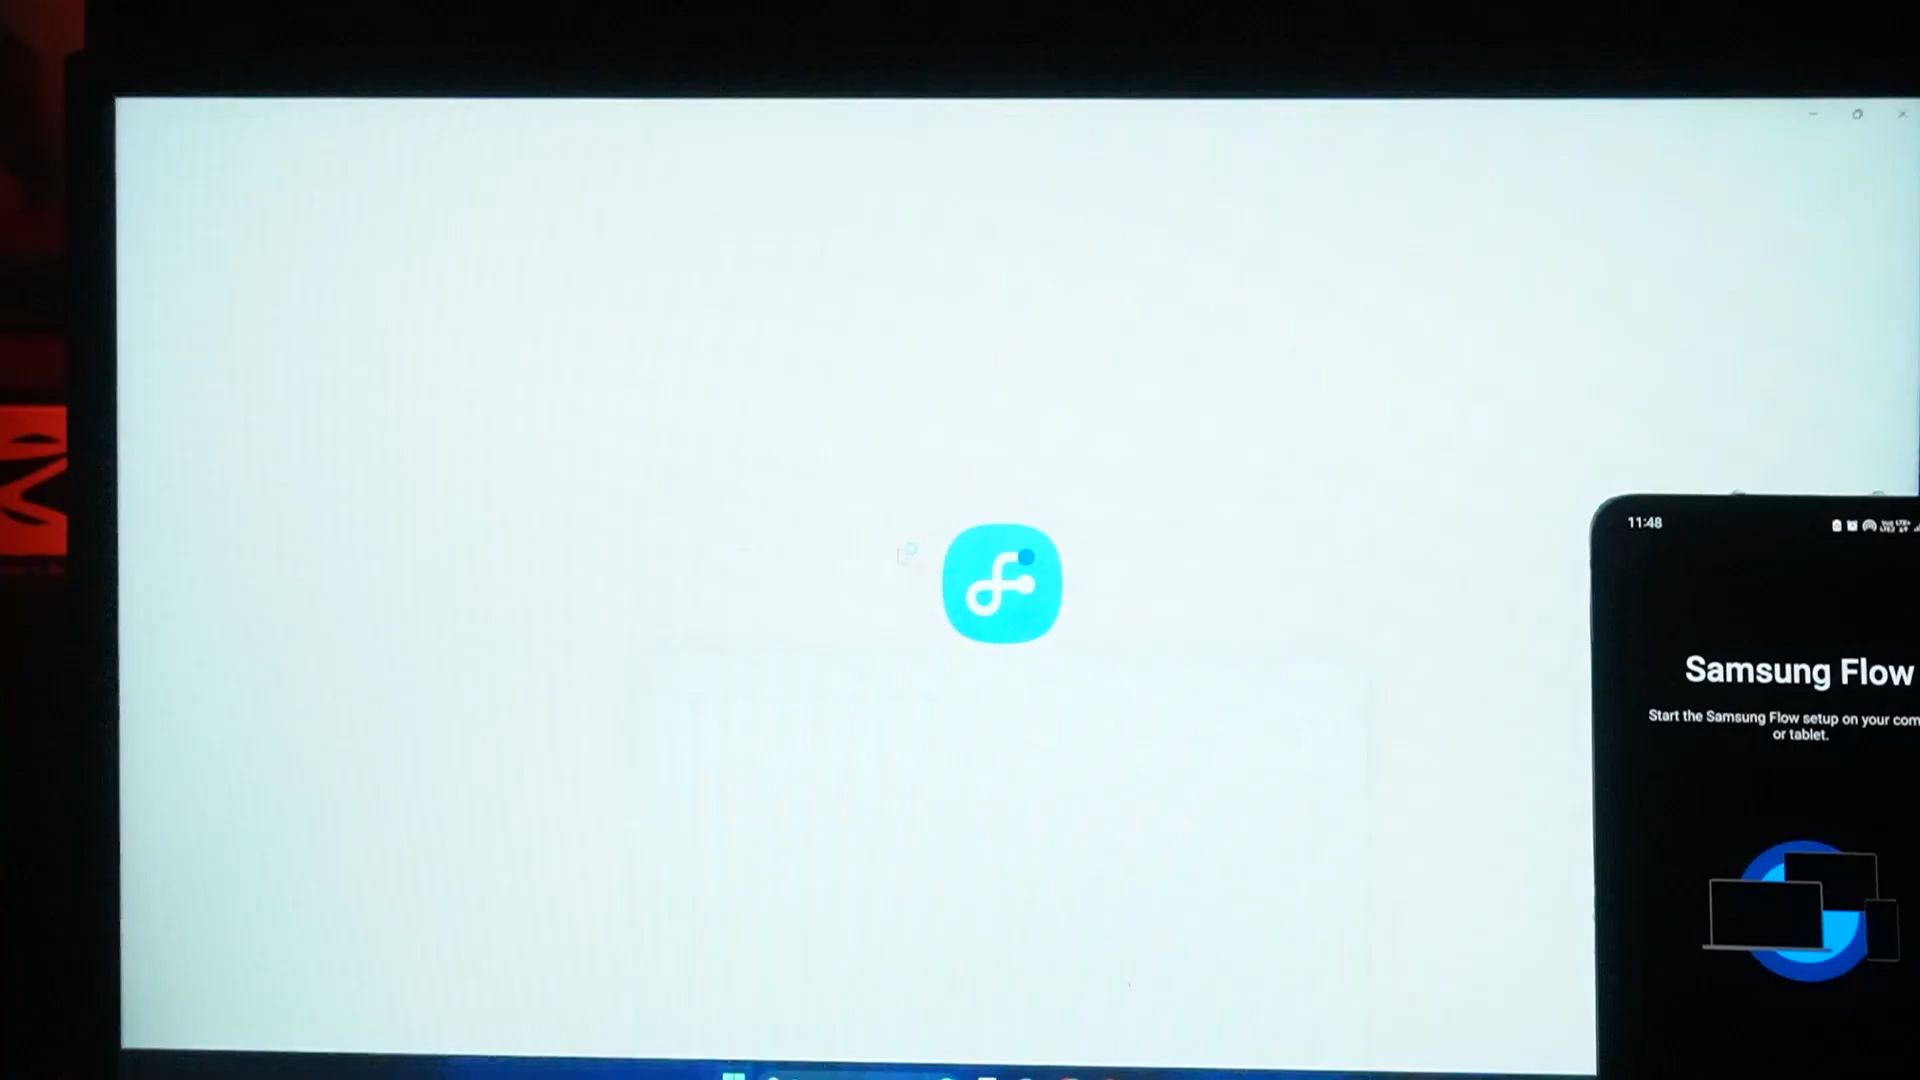 11:48
Samsung Flow
Start the Samsung Flow setup on your com
or tablet.